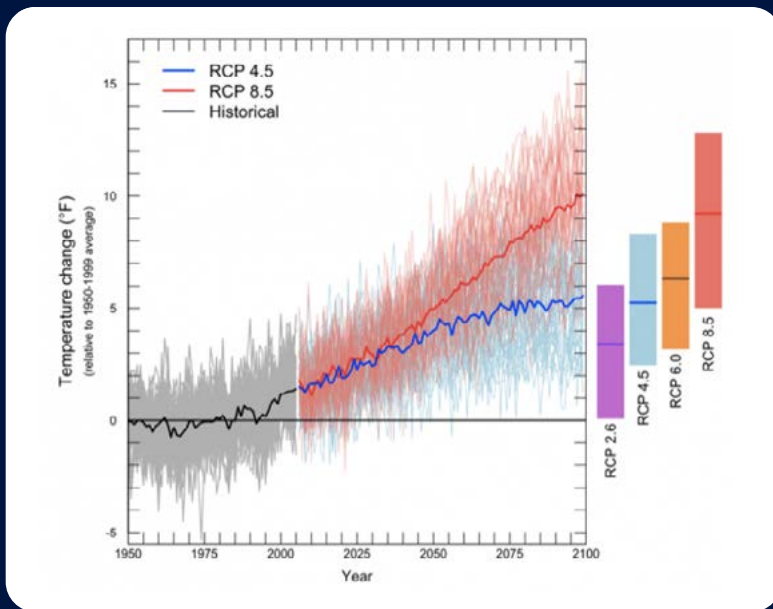 RCP 4.5
RCP 8.5
Historical
15
10
5
0
-5
Temperature change (°F)
(relative to 1950-1999 average)
1950 1975 2000 2025 2050 2075 2100
Year
RCP 2.6
RCP 4.5
RCP 6.0
RCP 8.5